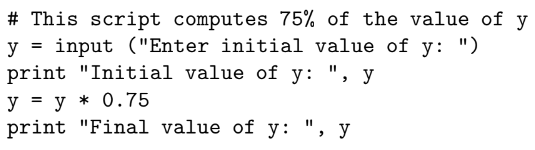 # This script computes 75% of the value of y
y = input ("Enter initial value of y: ")
print "Initial value of y: ", y
y = y * 0.75
print "Final value of y: ", y